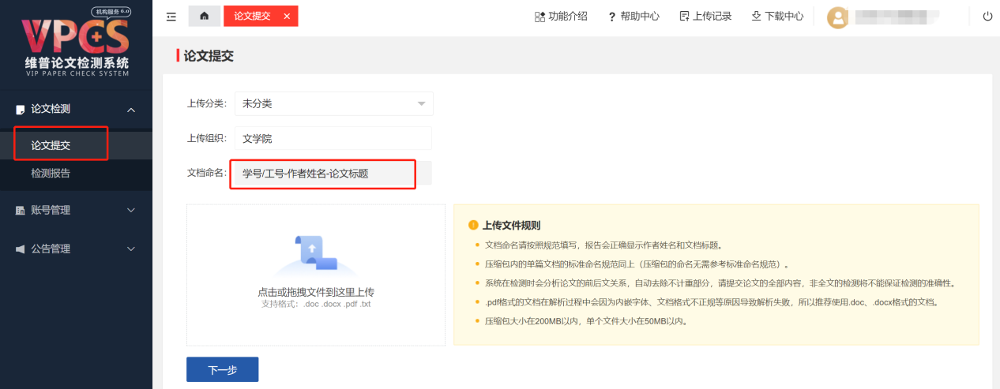 机构服务 6.0
VPCS
维普论文检测系统
VIP PAPER CHECK SYSTEM
论文提交 ×
功能介绍 ? 帮助中心 上传记录 下载中心
论文检测
论文提交
检测报告
账号管理
公告管理
论文提交
上传分类: 未分类
上传组织: 文学院
文档命名: 学号/工号-作者姓名-论文标题
点击或拖拽文件到这里上传
支持格式: .doc .docx .pdf .txt
上传文件规则
文档命名请按照规范填写，报告会正确显示作者姓名和文档标题。
压缩包内的单篇文档的标准命名规范同上（压缩包的命名无需参考标准命名规范）。
系统在检测时会分析论文的前后文关系，自动去除不计重部分，请提交论文的全部内容，非全文的检测将不能保证检测的准确性。
.pdf格式的文档在解析过程中会因为内嵌字体、文档格式不正规等原因导致解析失败，所以推荐使用.doc、.docx格式的文档。
压缩包大小在200MB以内，单个文件大小在50MB以内。
下一步